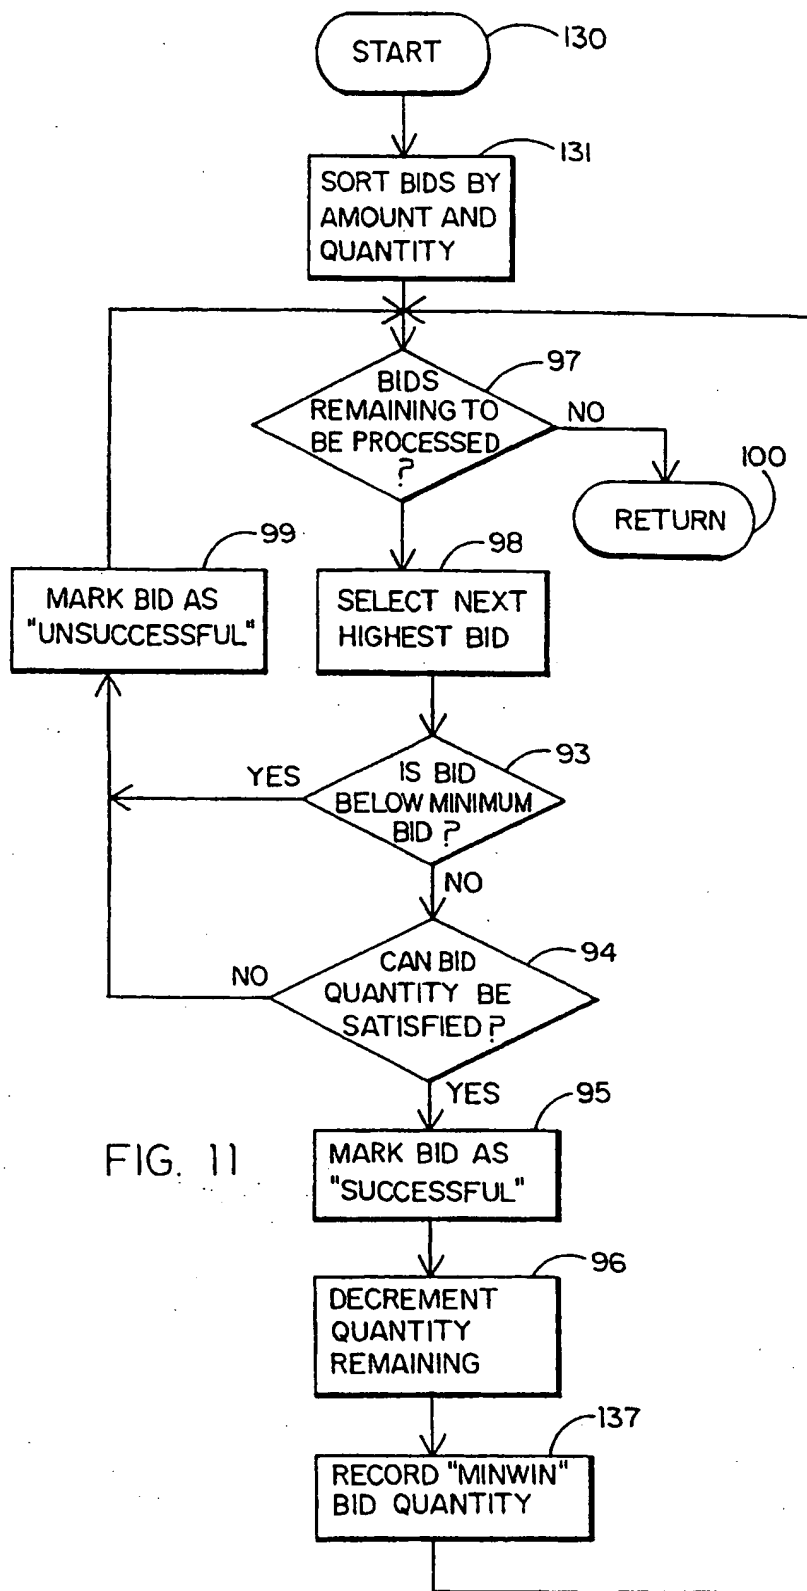 START
130
131
SORT BIDS BY
AMOUNT AND
QUANTITY
97
BIDS
REMAINING TO
BE PROCESSED
?
NO
100
RETURN
99
MARK BID AS
"UNSUCCESSFUL"
98
SELECT NEXT
HIGHEST BID
93
YES
IS BID
BELOW MINIMUM
BID ?
NO
94
NO
CAN BID
QUANTITY BE
SATISFIED ?
YES
95
FIG. 11
MARK BID AS
"SUCCESSFUL"
96
DECREMENT
QUANTITY
REMAINING
137
RECORD "MINWIN"
BID QUANTITY